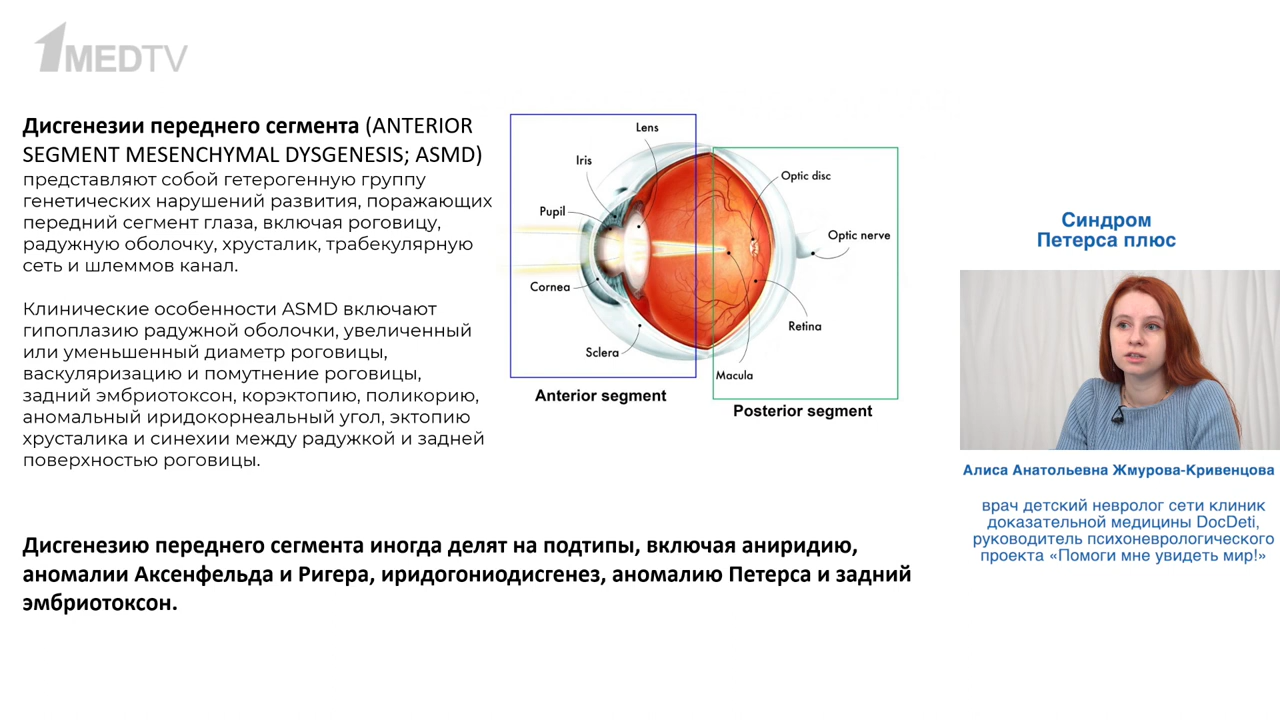 1MEDTV
Дисгенезии переднего сегмента (ANTERIOR
SEGMENT MESENCHYMAL DYSGENESIS; ASMD)
представляют собой гетерогенную группу
генетических нарушений развития, поражающих
передний сегмент глаза, включая роговицу,
радужную оболочку, хрусталик, трабекулярную
сеть и шлеммов канал.
Клинические особенности ASMD включают
гипоплазию радужной оболочки, увеличенный
или уменьшенный диаметр роговицы,
васкуляризацию и помутнение роговицы,
задний эмбриотоксон, корэктопию, поликорию,
аномальный иридокорнеальный угол, эктопию
хрусталика и синехии между радужкой и задней
поверхностью роговицы.
Lens
Iris
Pupil
Cornea
Sclera
Optic disc
Optic nerve
Retina
Macula
Anterior segment
Posterior segment
Дисгенезию переднего сегмента иногда делят на подтипы, включая аниридию,
аномалии Аксенфельда и Ригера, иридогониодисгенез, аномалию Петерса и задний
эмбриотоксон.
Синдром
Петерса плюс
Алиса Анатольевна Жмурова-Кривенцова
врач детский невролог сети клиник
доказательной медицины DocDeti,
руководитель психоневрологического
проекта «Помоги мне увидеть мир!»